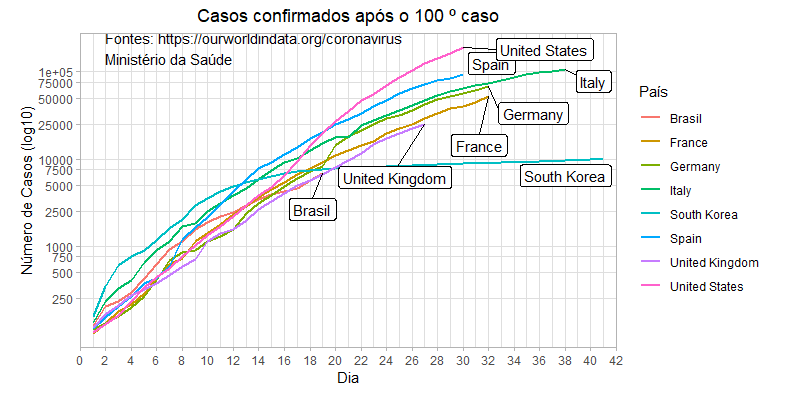 Casos confirmados após o 100 º caso
Fontes: https://ourworldindata.org/coronavirus
Ministério da Saúde
Número de Casos (log10)
1e+05
75000
50000
25000
10000
7500
5000
2500
1000
750
500
250
United States
Spain
Italy
Germany
France
United Kingdom
South Korea
Brasil
0 2 4 6 8 10 12 14 16 18 20 22 24 26 28 30 32 34 36 38 40 42
Dia
País
Brasil
France
Germany
Italy
South Korea
Spain
United Kingdom
United States